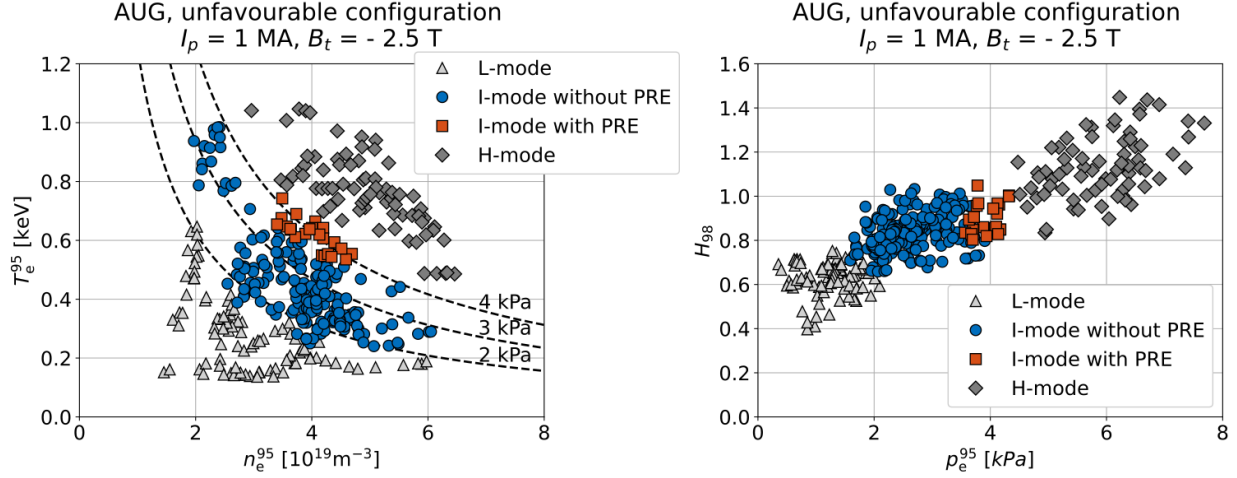 AUG, unfavourable configuration
I_p = 1 MA, B_t = - 2.5 T
L-mode
I-mode without PRE
I-mode with PRE
H-mode
1.2
1.0
0.8
0.6
0.4
0.2
0.0
T_e^95 [keV]
4 kPa
3 kPa
2 kPa
0
2
4
6
8
n_e^95 [10^19 m^-3]
AUG, unfavourable configuration
I_p = 1 MA, B_t = - 2.5 T
1.6
1.4
1.2
1.0
0.8
0.6
0.4
0.2
0.0
H_98
L-mode
I-mode without PRE
I-mode with PRE
H-mode
0
2
4
6
8
p_e^95 [kPa]